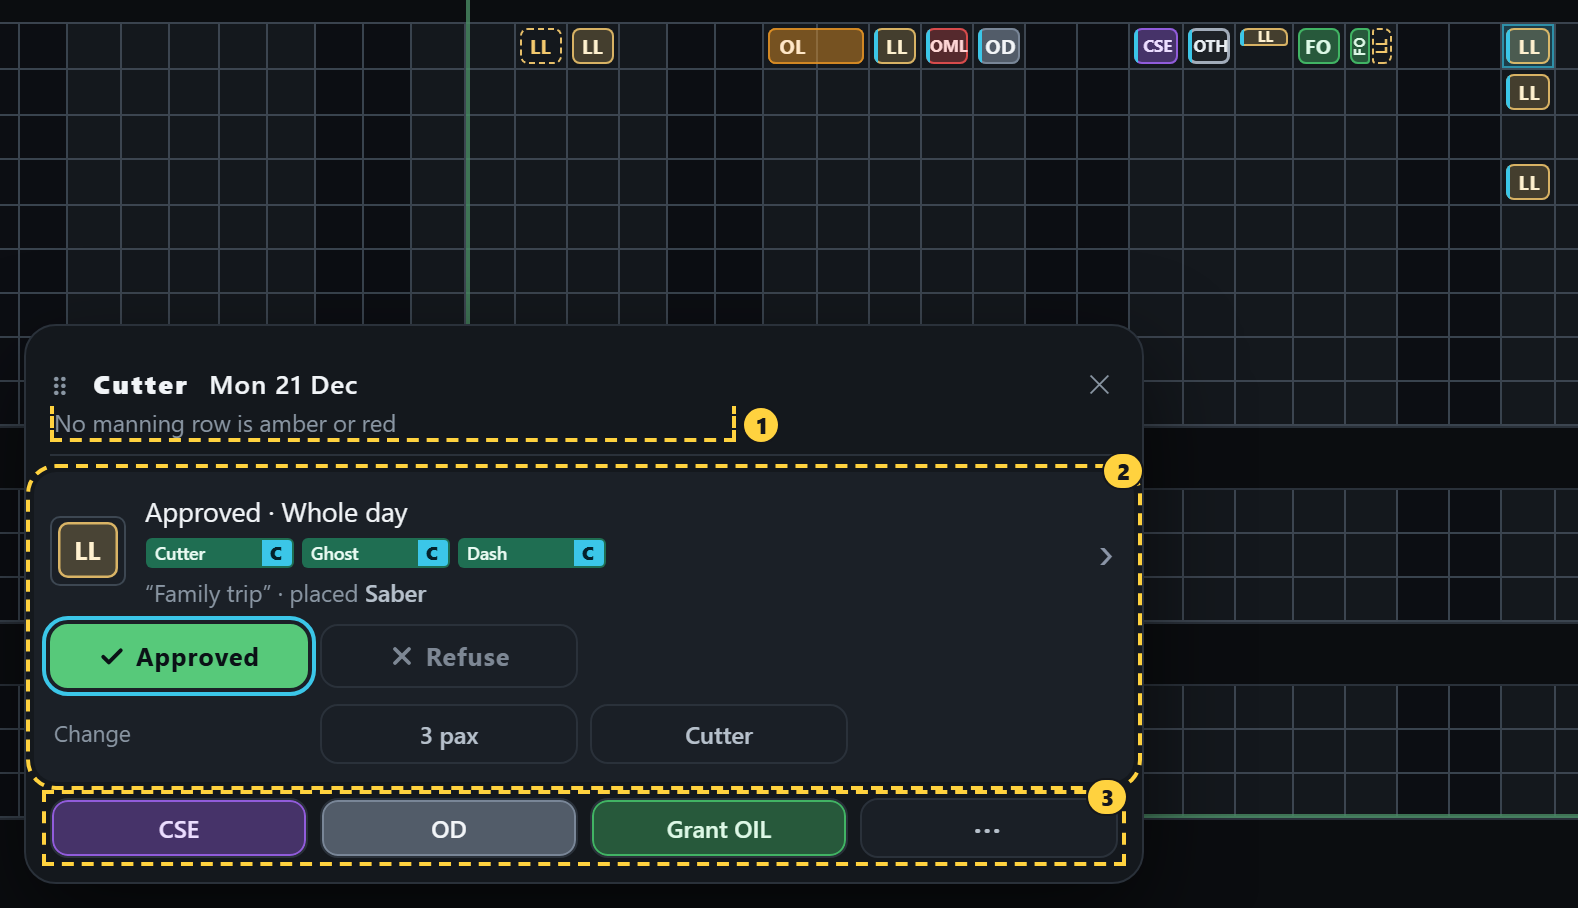 LL LL OL LL OML OD CSE OTH LL FO FO LL LL
LL
LL
Cutter Mon 21 Dec
No manning row is amber or red
1
2
Approved · Whole day
LL
Cutter C Ghost C Dash C
“Family trip” · placed Saber
Approved Refuse
Change 3 pax Cutter
3
CSE OD Grant OIL ...